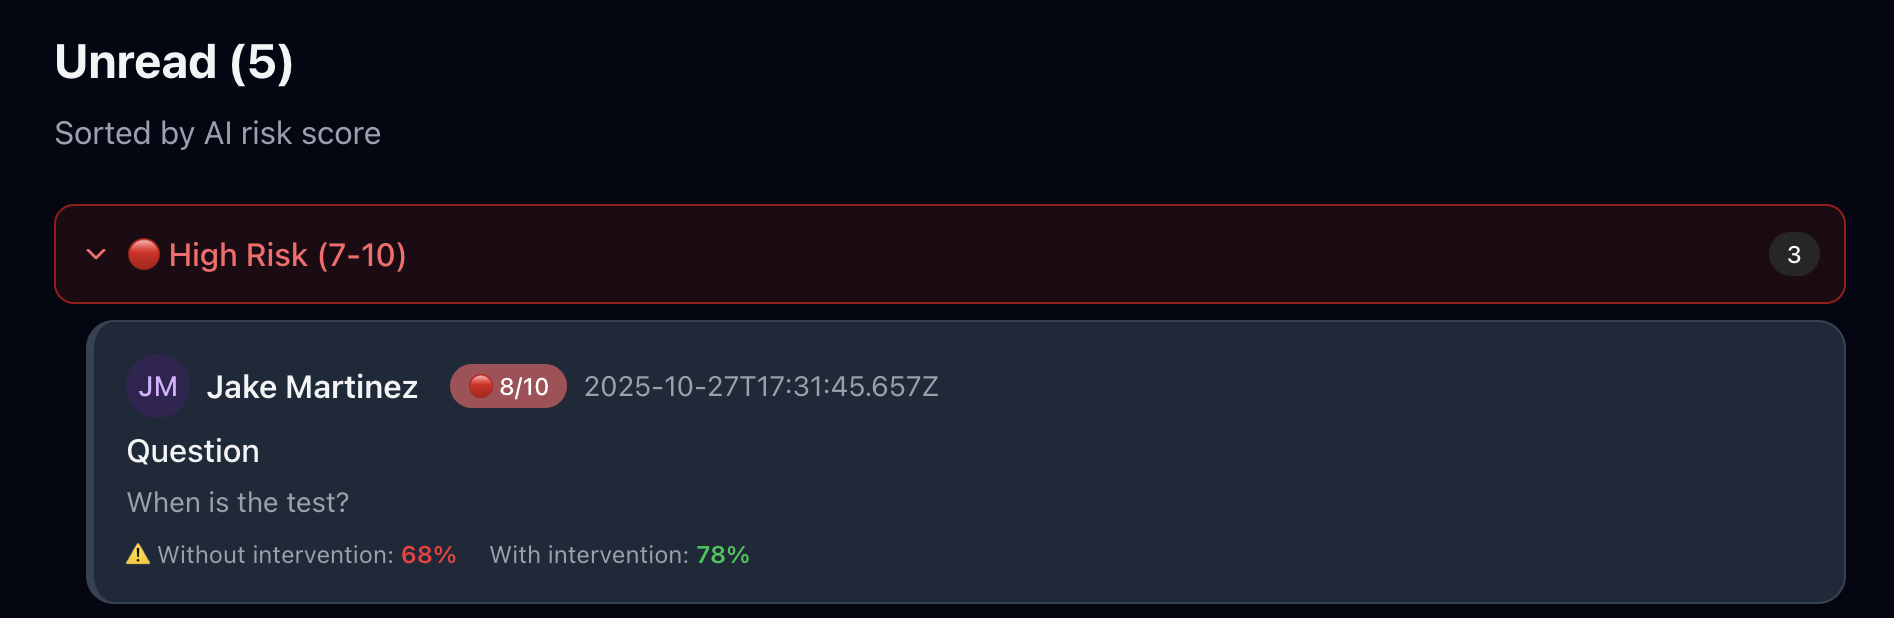 Unread (5)
Sorted by AI risk score
High Risk (7-10) 3
JM Jake Martinez 8/10 2025-10-27T17:31:45.657Z
Question
When is the test?
Without intervention: 68% With intervention: 78%